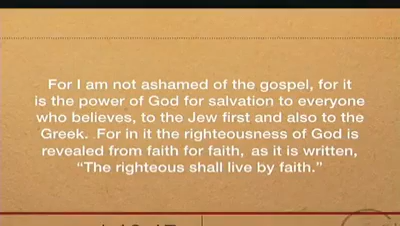 For I am not ashamed of the gospel, for it
is the power of God for salvation to everyone
who believes, to the Jew first and also to the
Greek. For in it the righteousness of God is
revealed from faith for faith, as it is written,
“The righteous shall live by faith.”